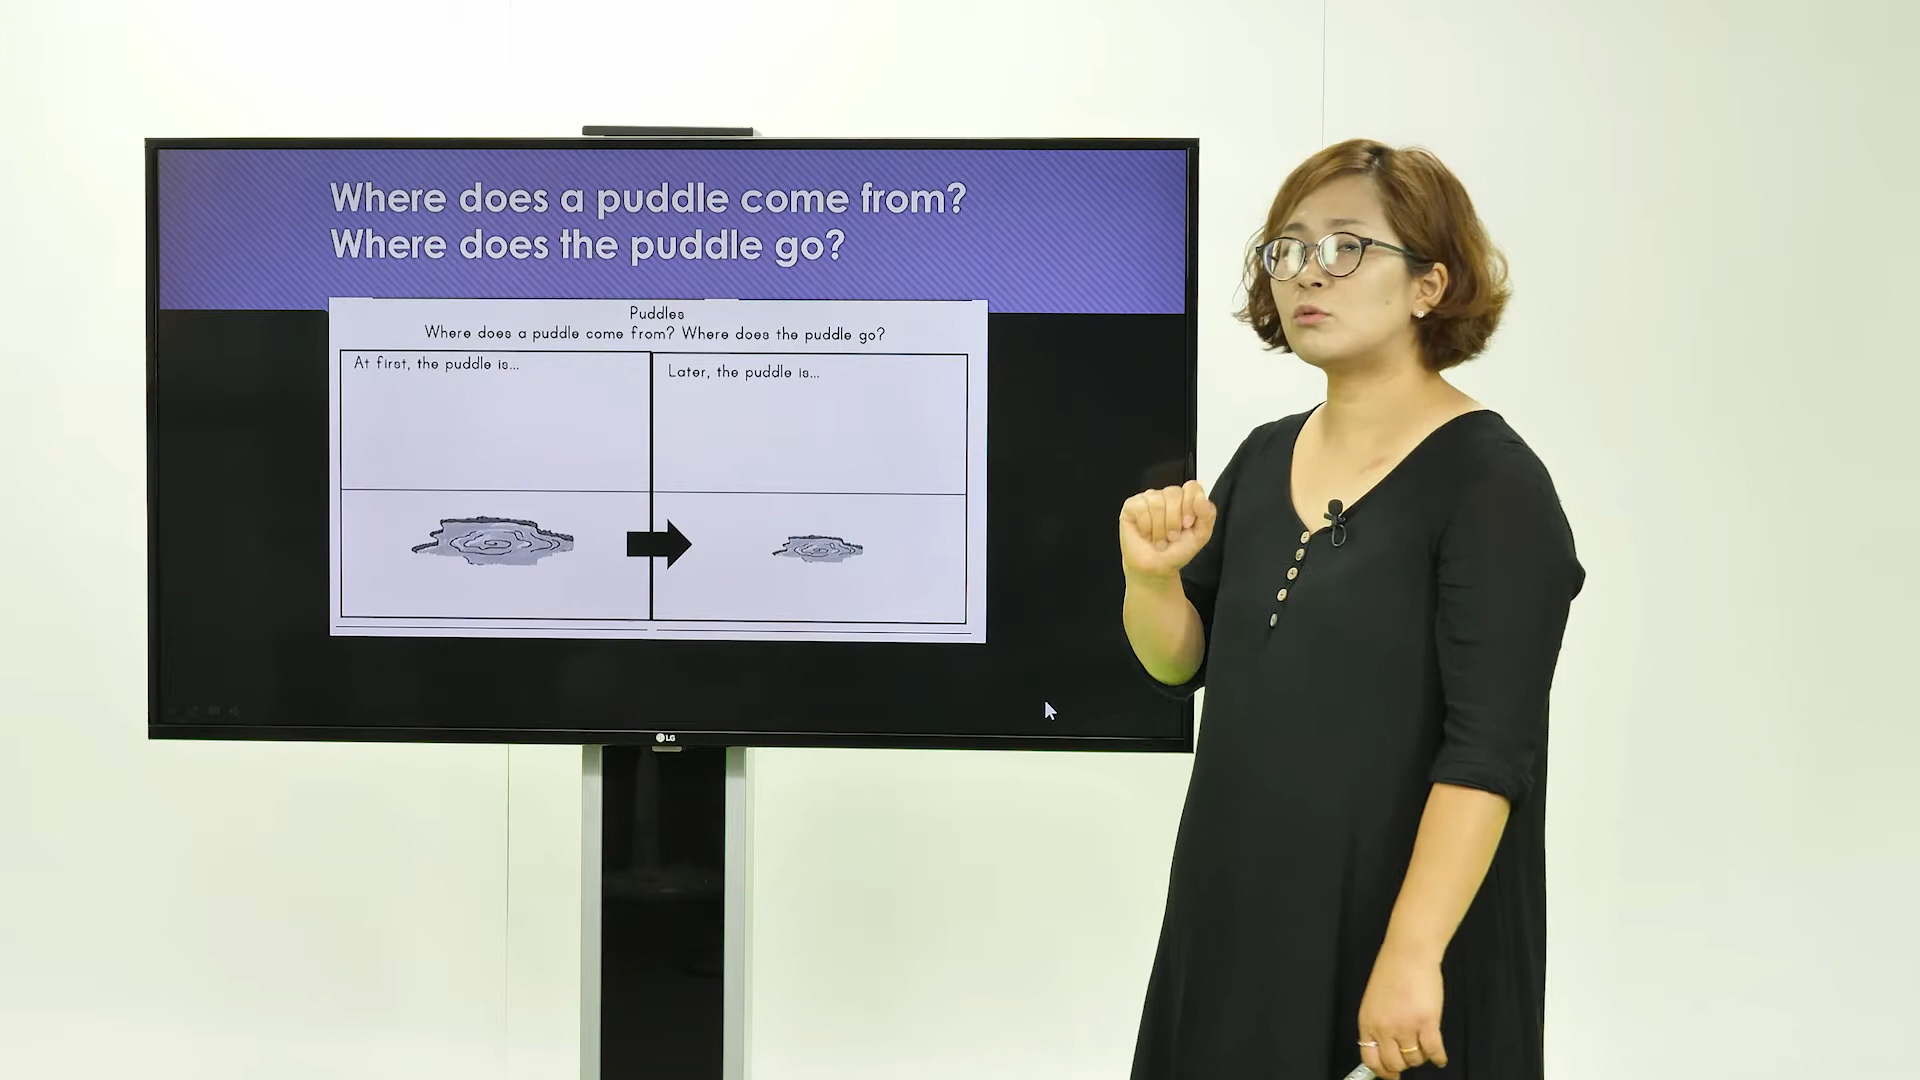 Where does a puddle come from?
Where does the puddle go?
Puddles
Where does a puddle come from? Where does the puddle go?
At first, the puddle is...
Later, the puddle is...
LG